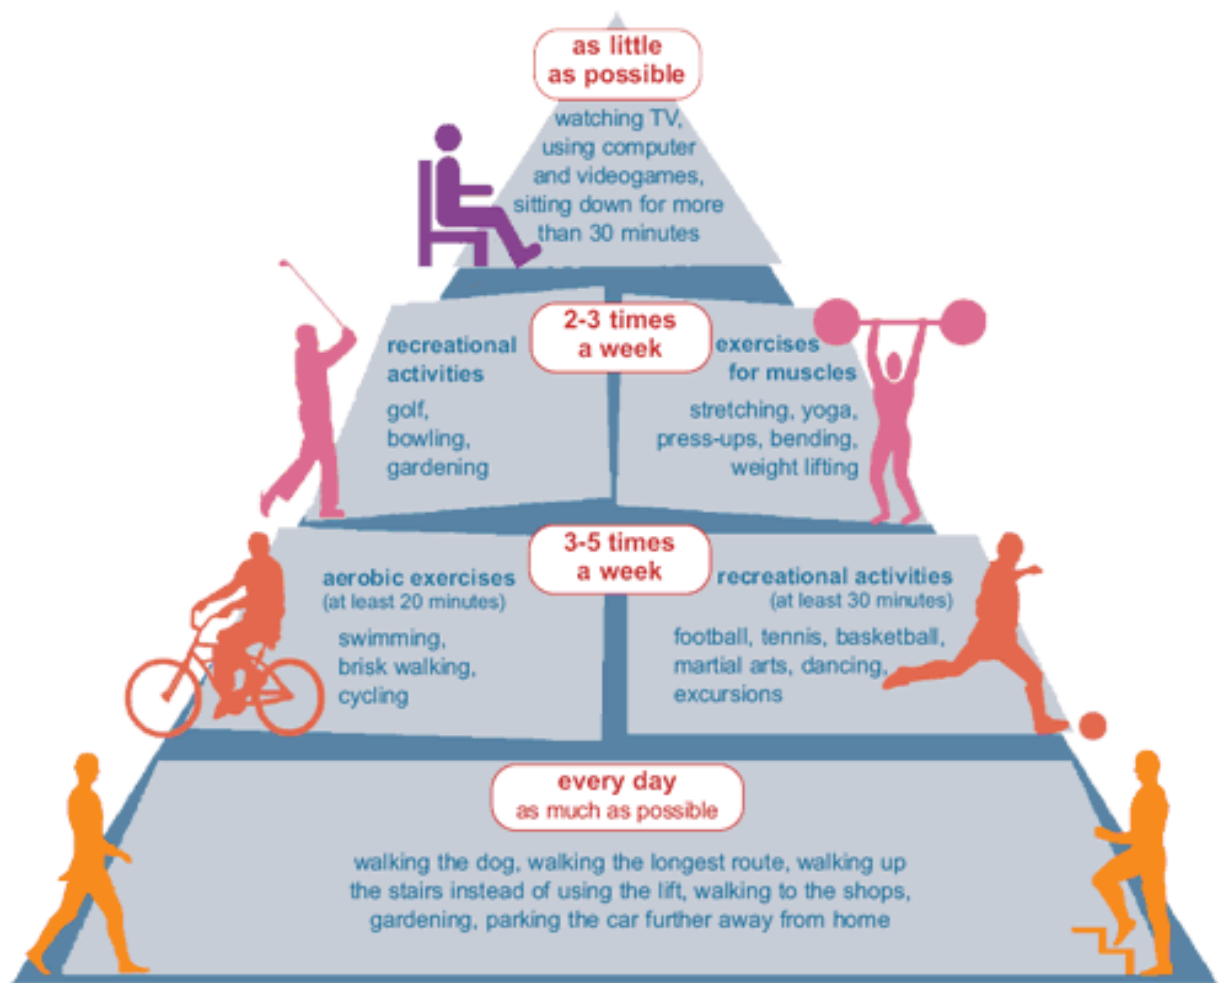 as little
as possible
watching TV,
using computer
and videogames,
sitting down for more
than 30 minutes
2-3 times
a week
recreational
activities
golf,
bowling,
gardening
exercises
for muscles
stretching, yoga,
press-ups, bending,
weight lifting
3-5 times
a week
aerobic exercises
(at least 20 minutes)
swimming,
brisk walking,
cycling
recreational activities
(at least 30 minutes)
football, tennis, basketball,
martial arts, dancing,
excursions
every day
as much as possible
walking the dog, walking the longest route, walking up
the stairs instead of using the lift, walking to the shops,
gardening, parking the car further away from home